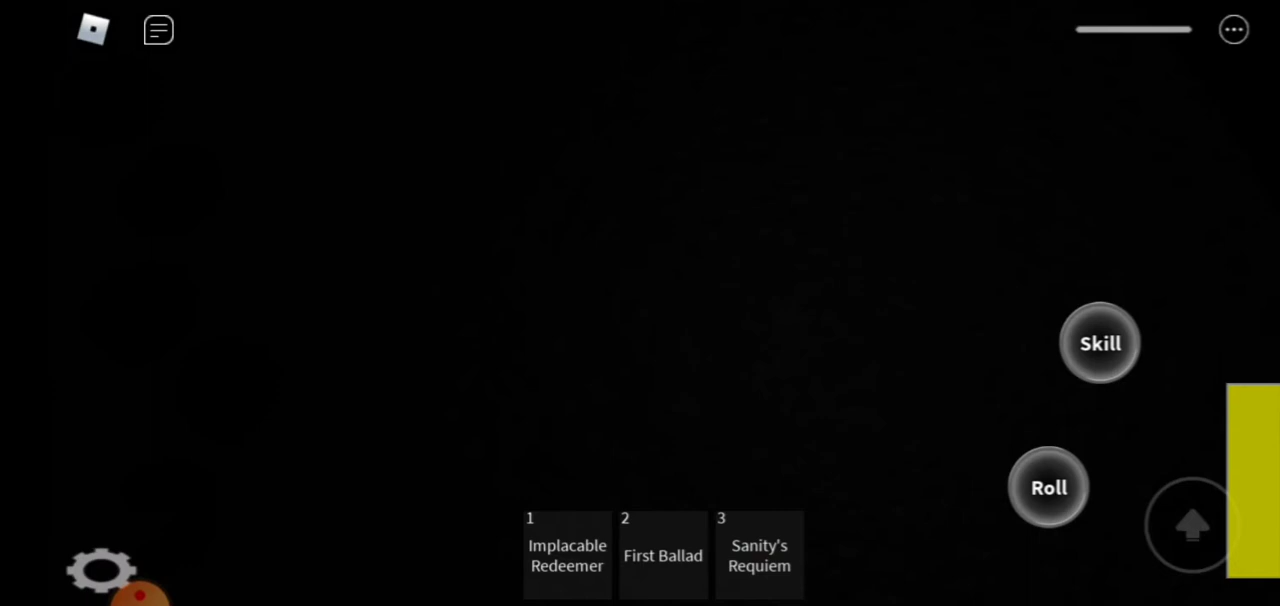 Skill
Roll
1
Implacable
Redeemer
2
First Ballad
3
Sanity's
Requiem